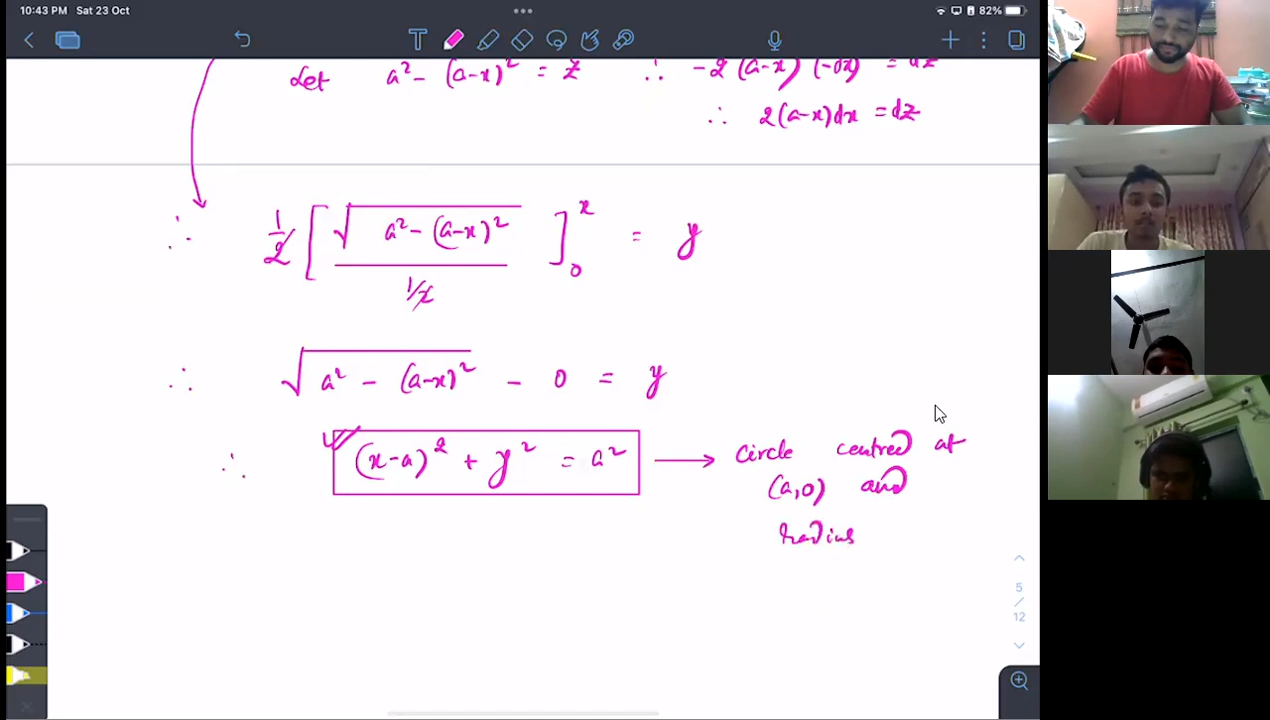 10:43 PM Sat 23 Oct
82%
T
Let a² - (a-x)² = z ∴ -2(a-x)(-dx) = dz
∴ 2(a-x)dx = dz
∴ 1/2 [ √(a² - (a-x)²) / 1/2 ]₀ˣ = y
∴ √(a² - (a-x)²) - 0 = y
∴ (x-a)² + y² = a² → circle centred at
(a,0) and
radius
5
/
12